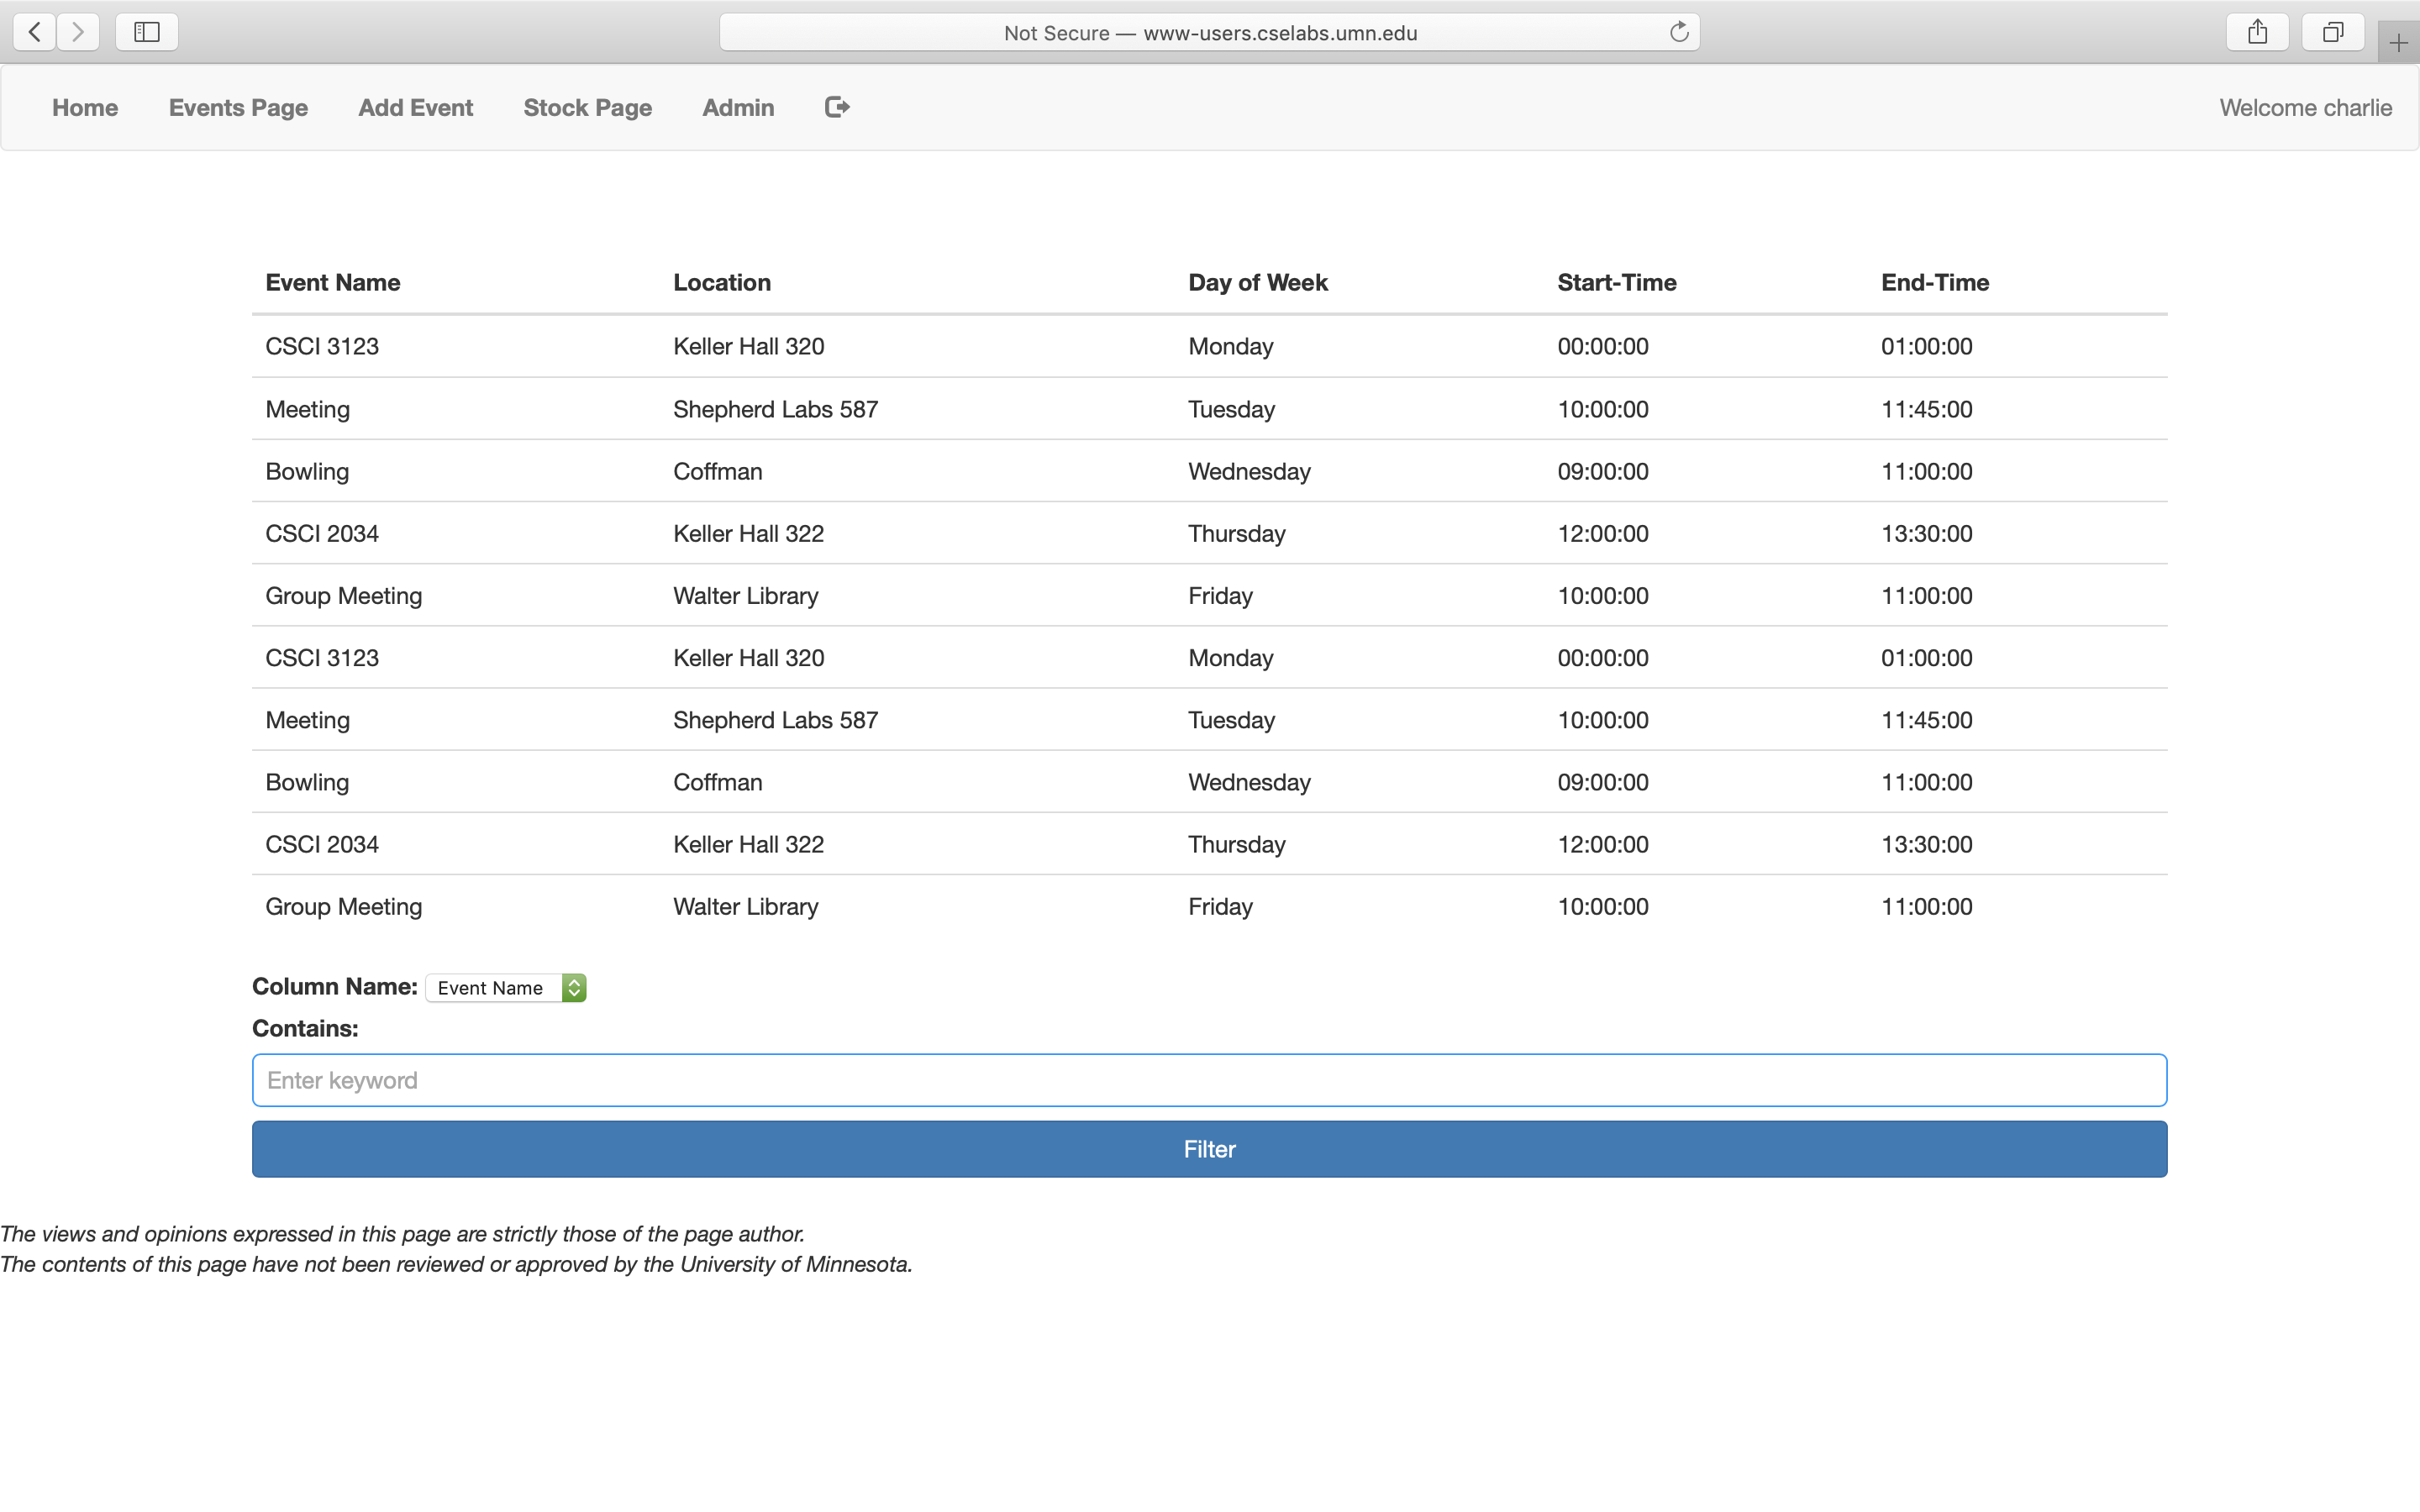 Not Secure — www-users.cselabs.umn.edu
Home Events Page Add Event Stock Page Admin Welcome charlie
Event Name Location Day of Week Start-Time End-Time
CSCI 3123 Keller Hall 320 Monday 00:00:00 01:00:00
Meeting Shepherd Labs 587 Tuesday 10:00:00 11:45:00
Bowling Coffman Wednesday 09:00:00 11:00:00
CSCI 2034 Keller Hall 322 Thursday 12:00:00 13:30:00
Group Meeting Walter Library Friday 10:00:00 11:00:00
CSCI 3123 Keller Hall 320 Monday 00:00:00 01:00:00
Meeting Shepherd Labs 587 Tuesday 10:00:00 11:45:00
Bowling Coffman Wednesday 09:00:00 11:00:00
CSCI 2034 Keller Hall 322 Thursday 12:00:00 13:30:00
Group Meeting Walter Library Friday 10:00:00 11:00:00
Column Name: Event Name
Contains:
Enter keyword
Filter
The views and opinions expressed in this page are strictly those of the page author.
The contents of this page have not been reviewed or approved by the University of Minnesota.